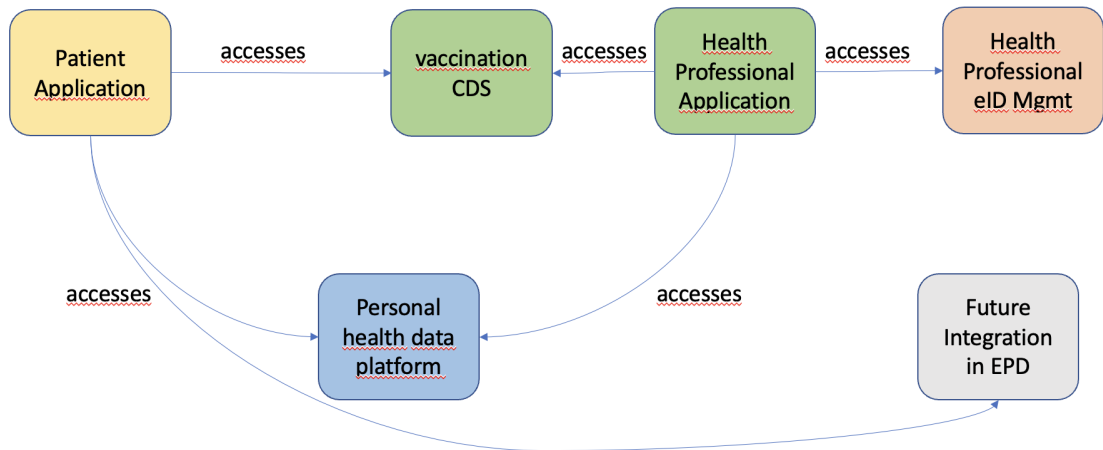 Patient
Application
accesses
vaccination
CDS
accesses
Health
Professional
Application
accesses
Health
Professional
eID Mgmt
accesses
Personal
health data
platform
accesses
Future
Integration
in EPD